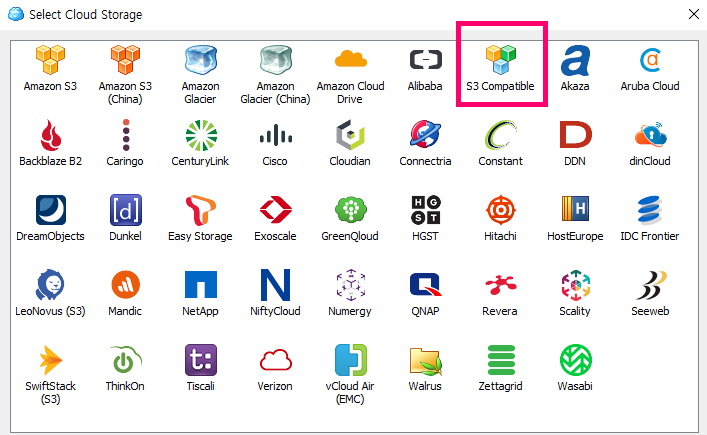 Select Cloud Storage
Amazon S3
Amazon S3
(China)
Amazon
Glacier
Amazon
Glacier (China)
Amazon Cloud
Drive
Alibaba
S3 Compatible
a
Akaza
a
Aruba Cloud
Backblaze B2
Caringo
CenturyLink
Cisco
Cloudian
Connectria
Constant
D
DDN
dinCloud
DreamObjects
[d]
Dunkel
Easy Storage
Exoscale
GreenQloud
HG
ST
HGST
Hitachi
H
HostEurope
IDC Frontier
LeoNovus (S3)
Mandic
NetApp
N
NiftyCloud
Numergy
Q
QNAP
Revera
Scality
Seeweb
SwiftStack
(S3)
ThinkOn
t:
Tiscali
Verizon
vCloud Air
(EMC)
Walrus
Zettagrid
Wasabi